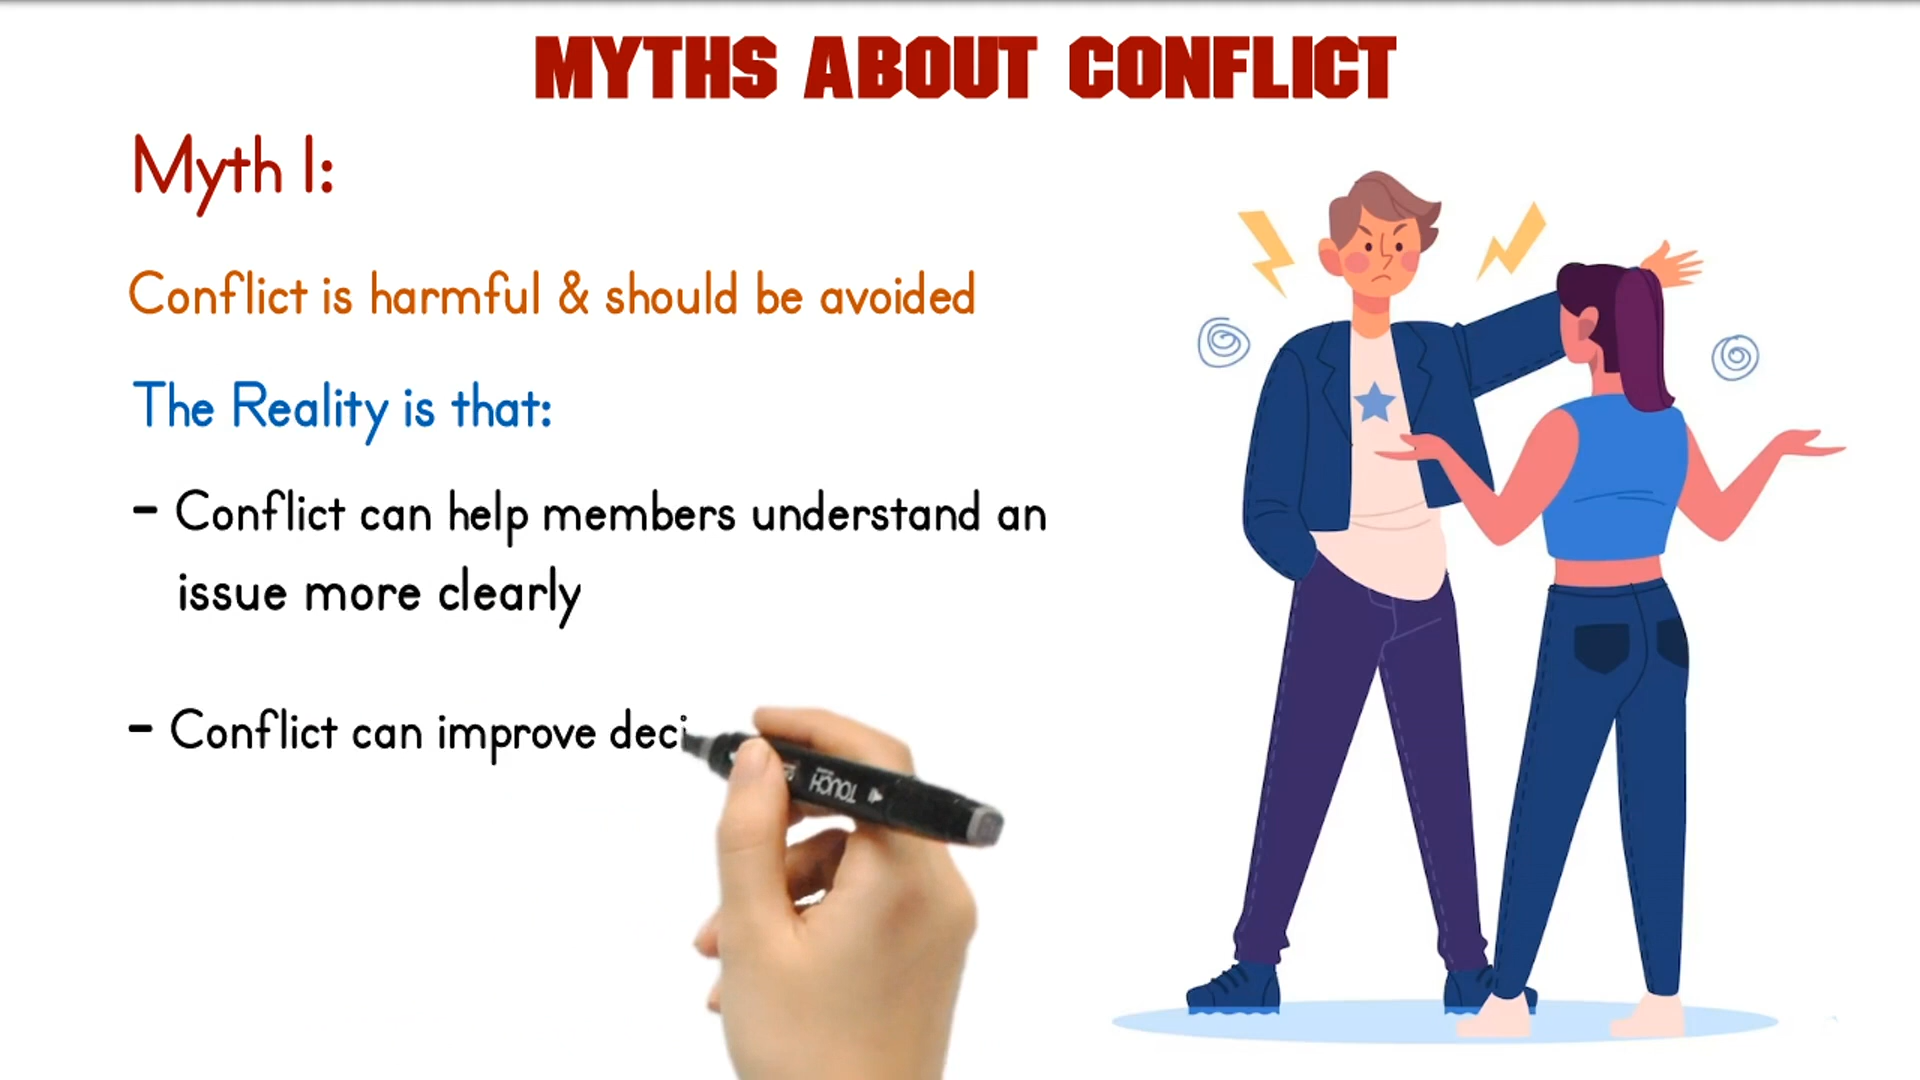 MYTHS ABOUT CONFLICT
Myth 1:
Conflict is harmful & should be avoided
The Reality is that:
- Conflict can help members understand an
issue more clearly
- Conflict can improve deci
TOUCH